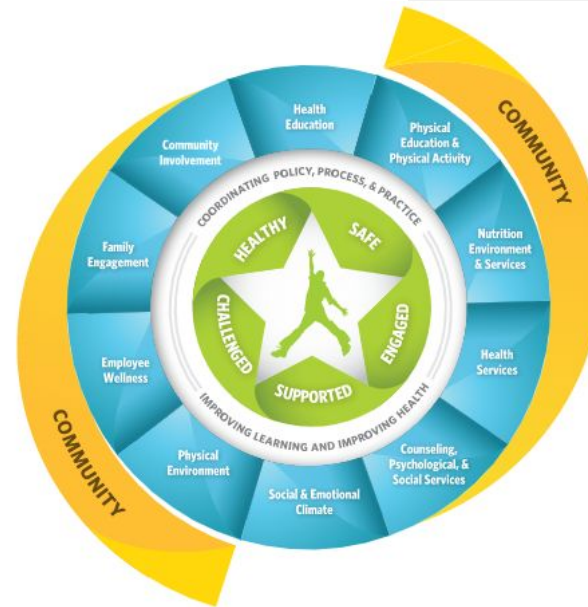 COMMUNITY
Health
Education
Physical
Education &
Physical Activity
Nutrition
Environment
& Services
Health
Services
Counseling,
Psychological, &
Social Services
Social & Emotional
Climate
Physical
Environment
Employee
Wellness
Family
Engagement
Community
Involvement
COORDINATING POLICY, PROCESS, & PRACTICE
IMPROVING LEARNING AND IMPROVING HEALTH
HEALTHY
SAFE
ENGAGED
SUPPORTED
CHALLENGED
COMMUNITY